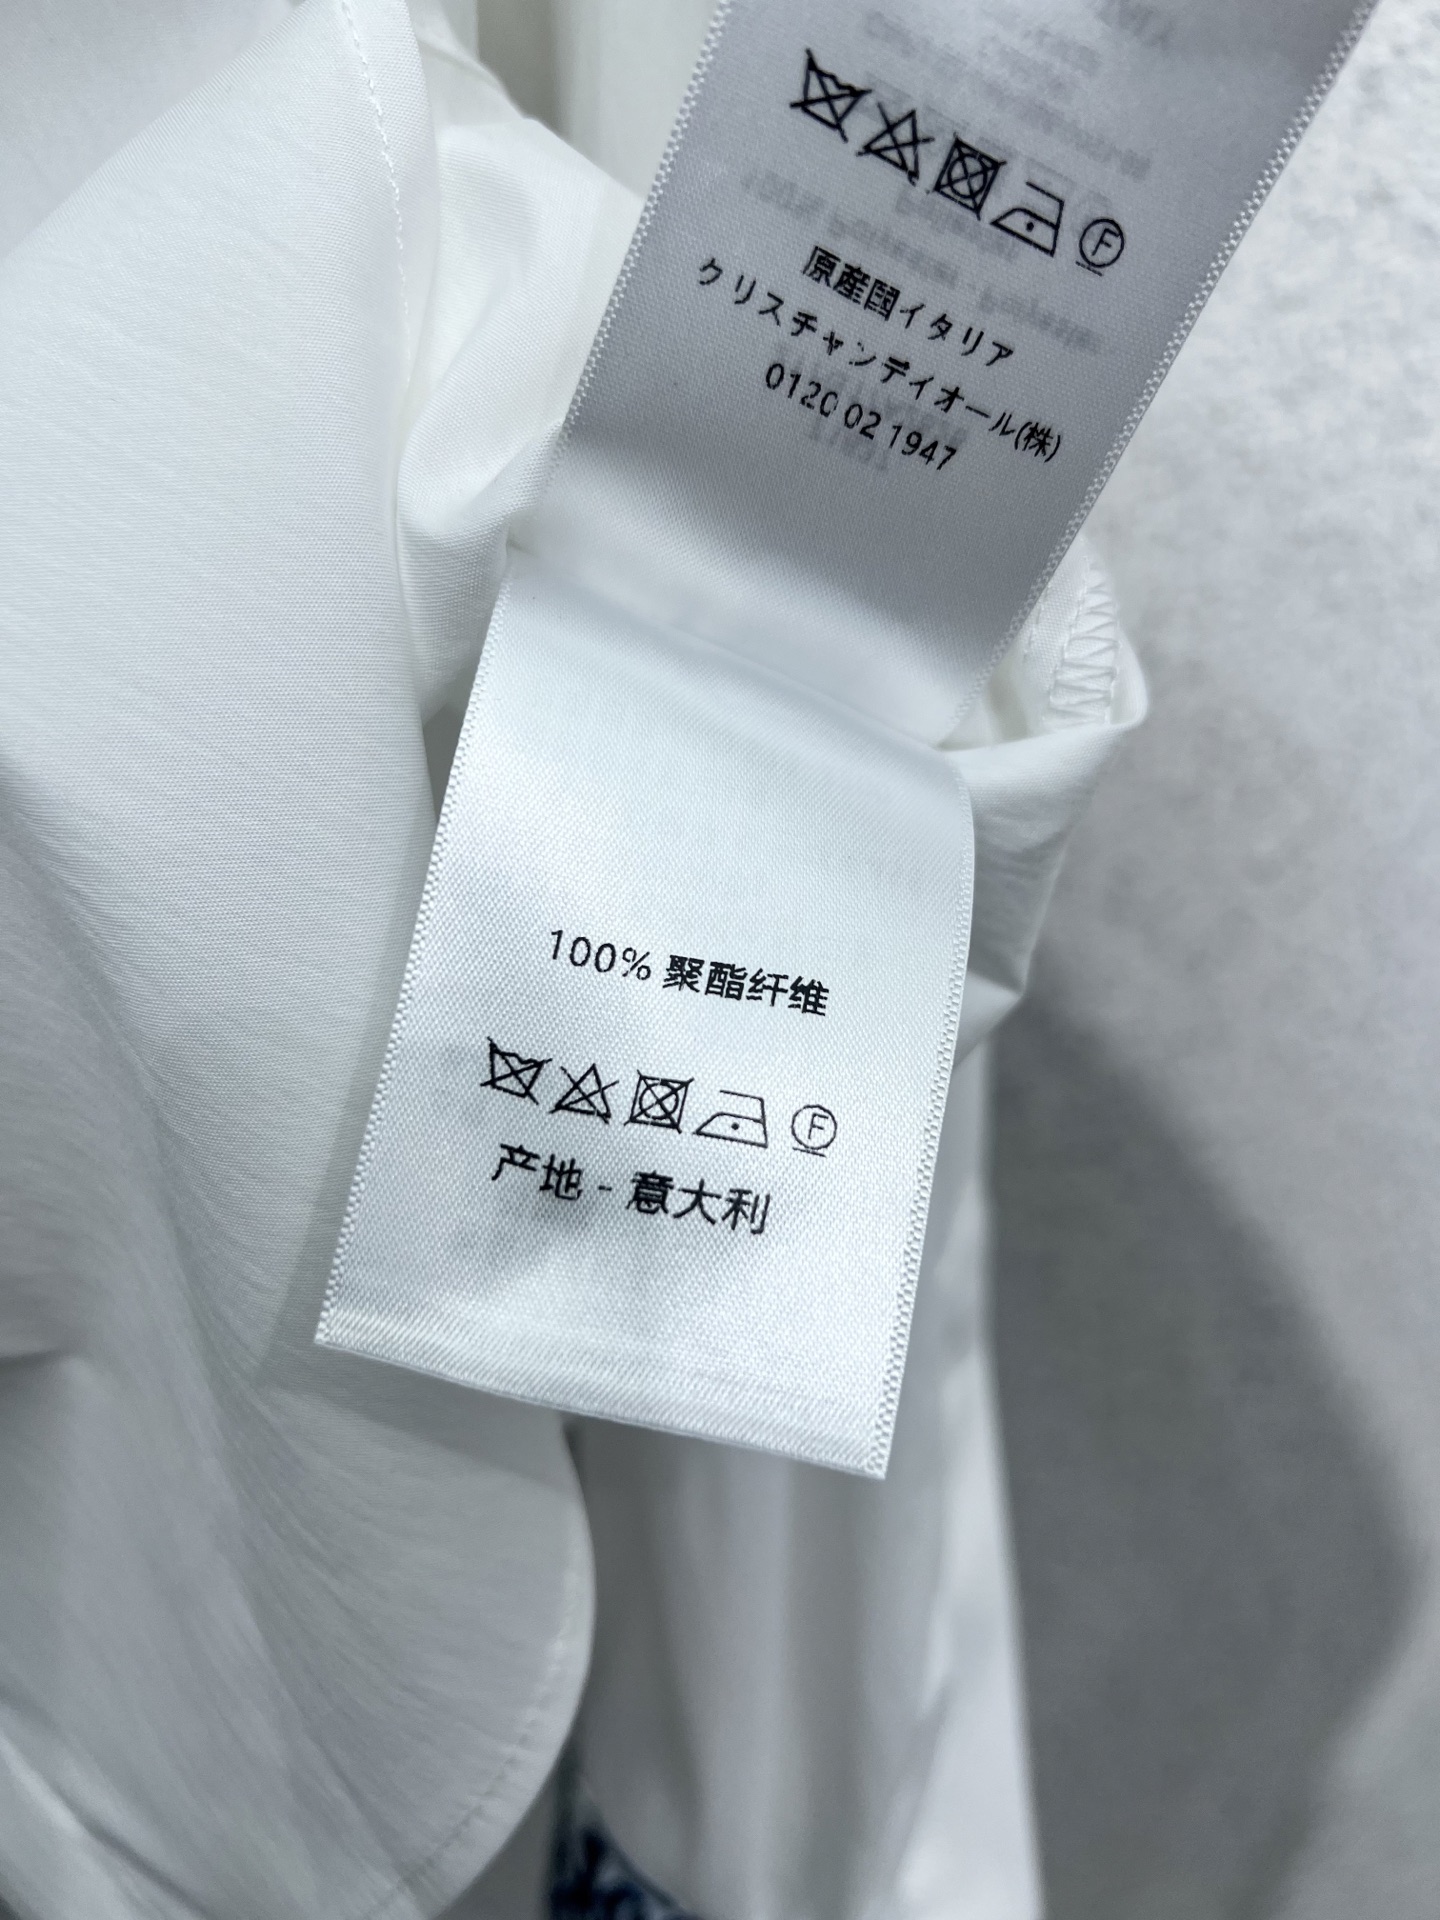 F
原産国イタリア
クリスチャンディオール(株)
0120 02 1947
100% 聚酯纤维
F
产地 - 意大利